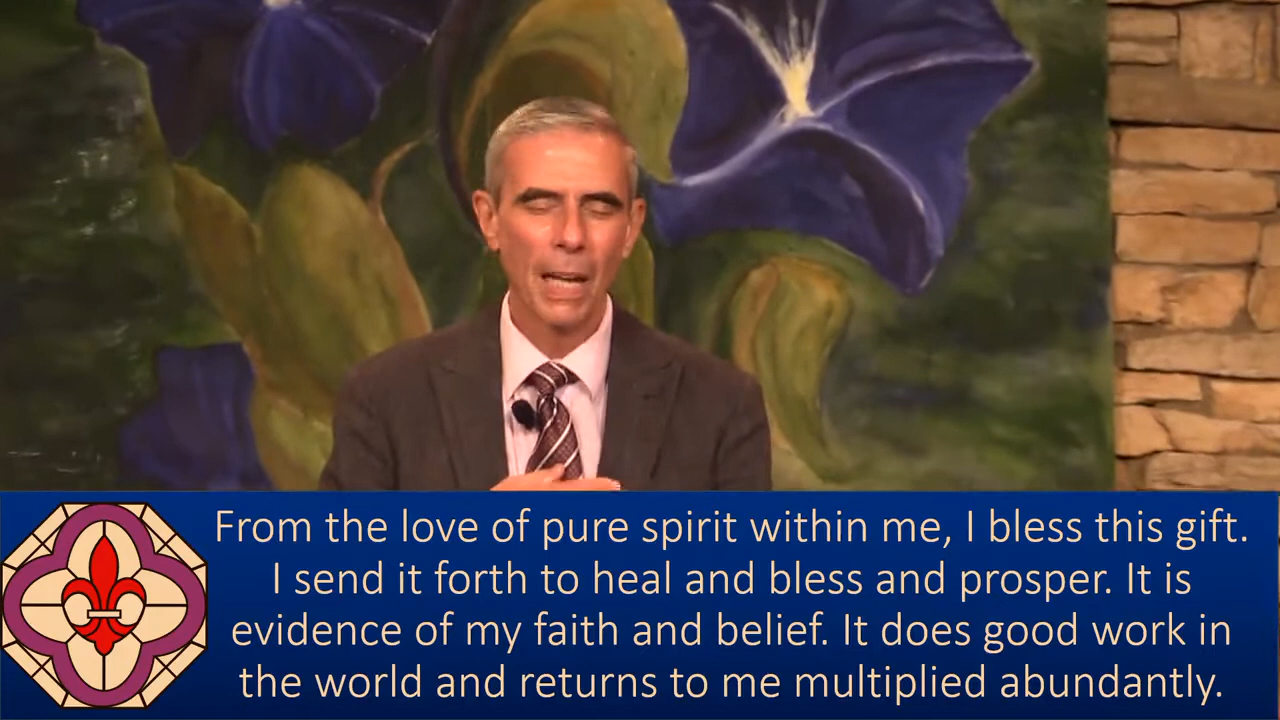 From the love of pure spirit within me, I bless this gift.
I send it forth to heal and bless and prosper. It is
evidence of my faith and belief. It does good work in
the world and returns to me multiplied abundantly.